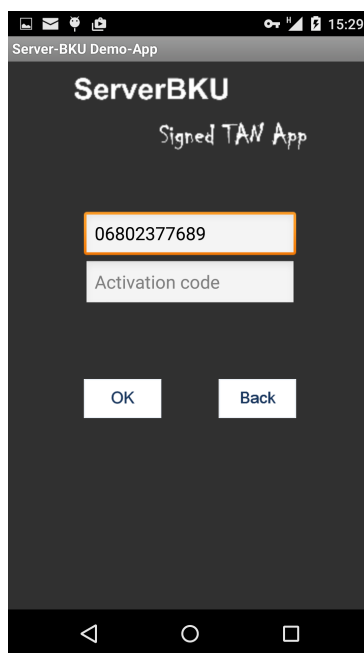 H 15:29
Server-BKU Demo-App
ServerBKU
Signed TAN App
06802377689
Activation code
OK Back